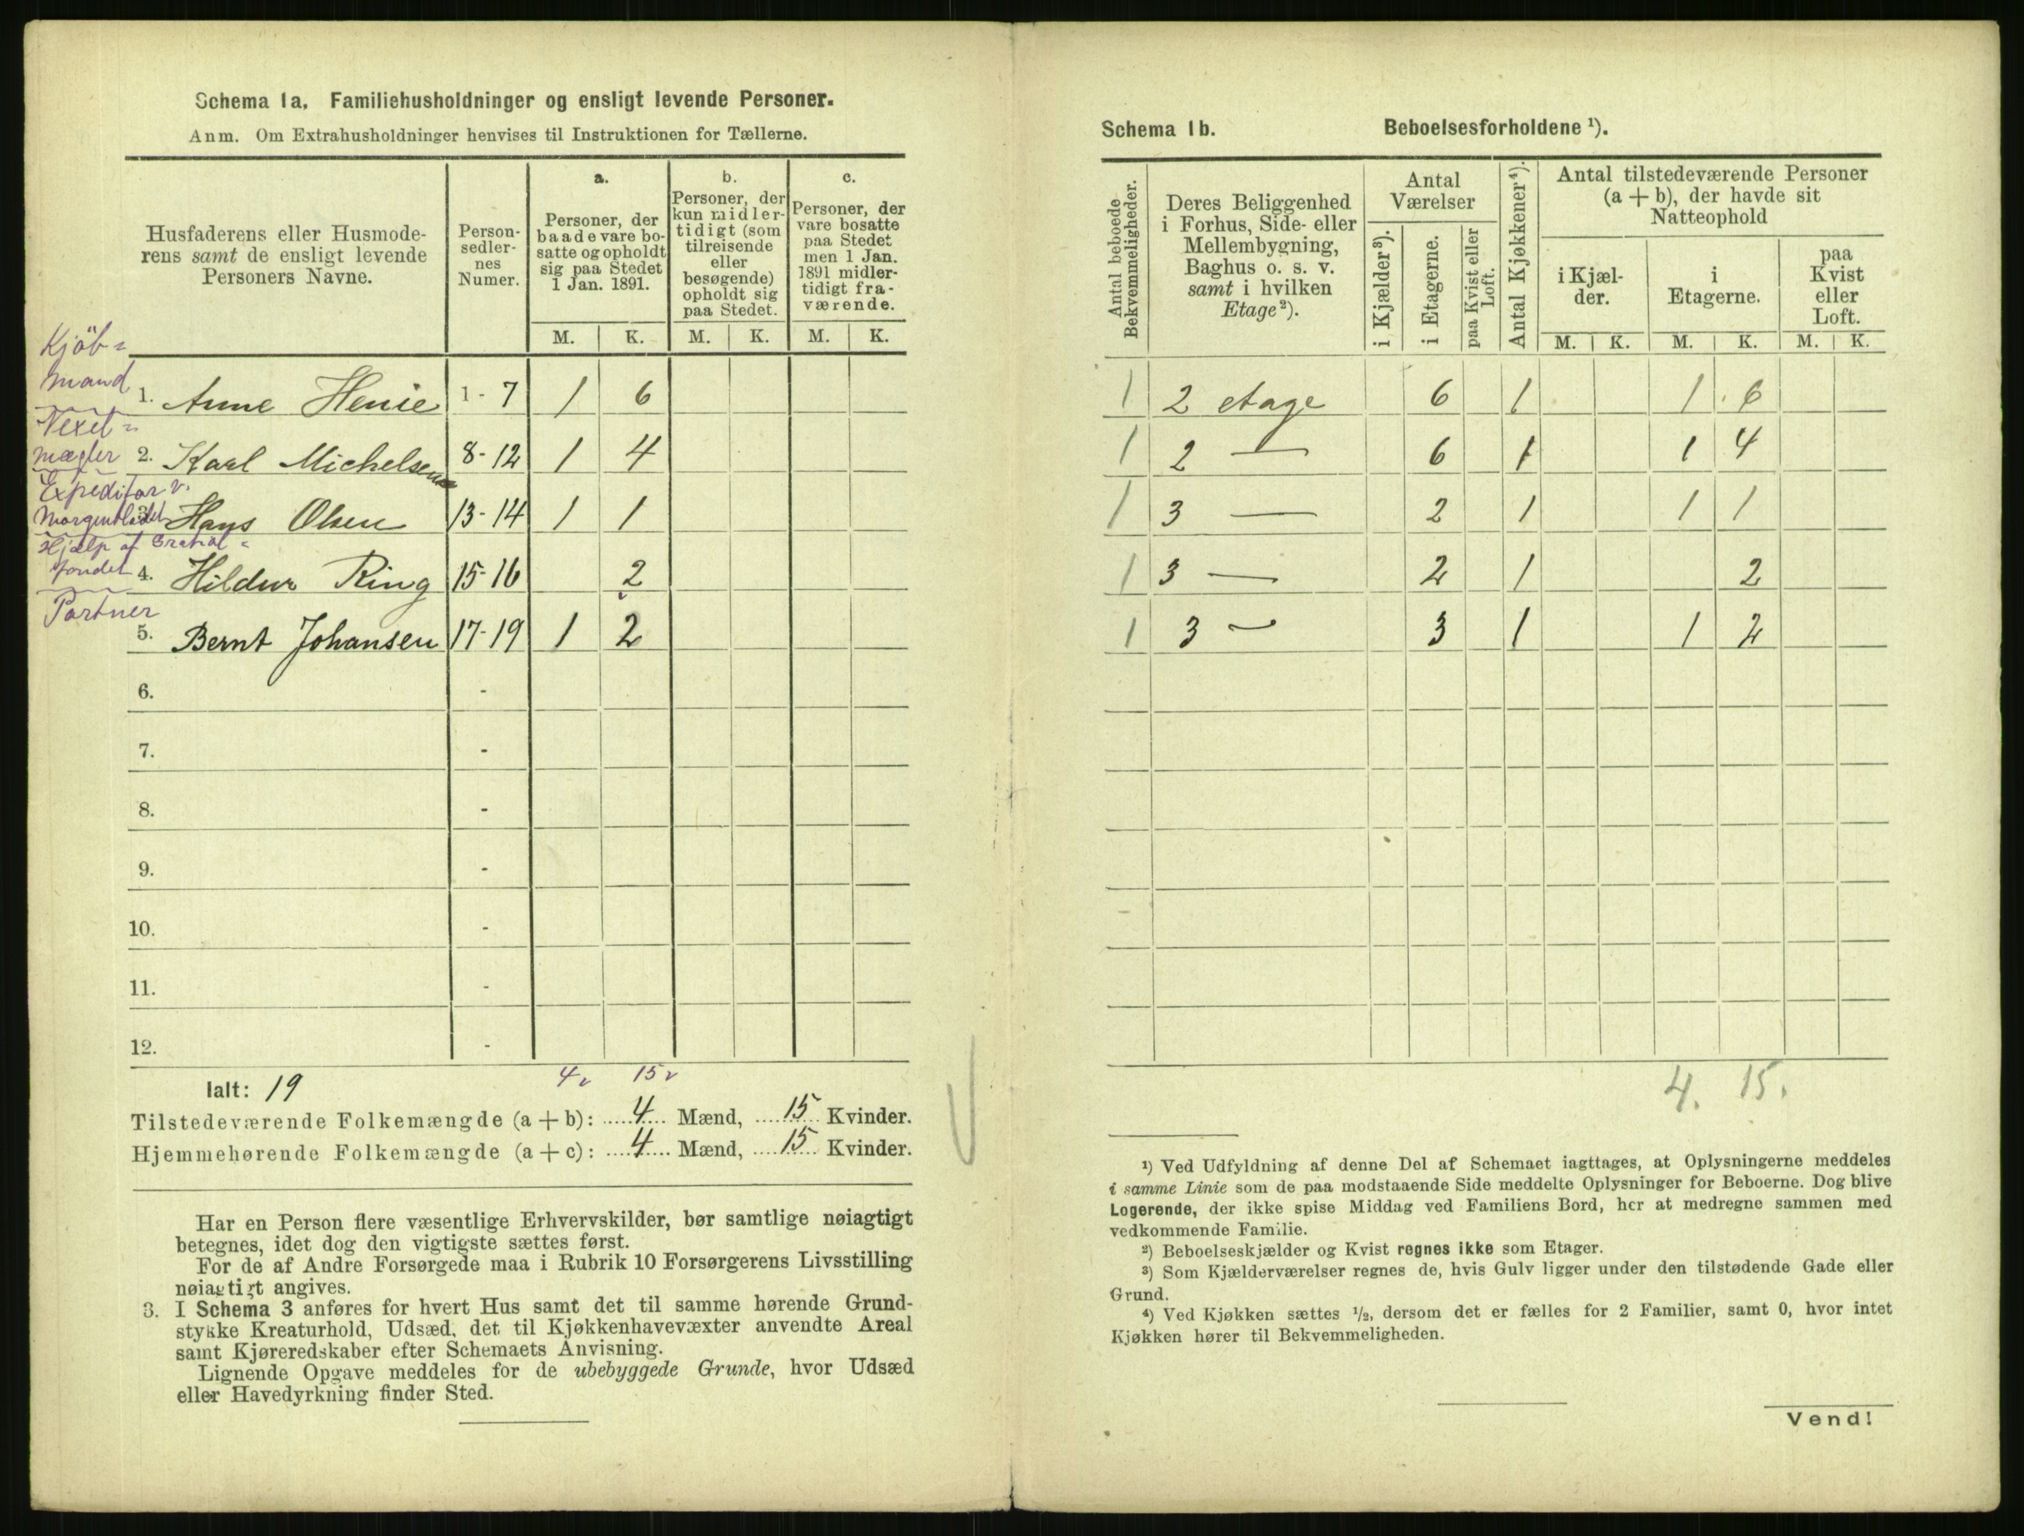 Schema 1a. Familiehusholdninger og ensligt levende Personer.
Anm. Om Extrahusholdninger henvises til Instruktionen for Tællerne.
Husfaderens eller Husmoderens samt de ensligt levende Personers Navne.
Person-sedler-nes Numer.
a. Personer, der baade vare bosatte og opholdt sig paa Stedet 1 Jan. 1891.
b. Personer, der kun midlertidigt (som tilreisende eller besøgende) opholdt sig paa Stedet.
c. Personer, der vare bosatte paa Stedet men 1 Jan. 1891 midlertidigt fraværende.
M. K. M. K. M. K.
Kjöb=
mand
1. Anne Henie 1-7 1 6
Vexel=
mægler 2. Karl Michelsen 8-12 1 4
Expeditør v.
Morgenbladet 3. Hans Olsen 13-14 1 1
Hjælp af
fondet 4. Hildur Ring 15-16 2
Partner
5. Bernt Johansen 17-19 1 2
6. -
7. -
8. -
9. -
10. -
11. -
12. -
4 v 15 v
Ialt: 19
Tilstedeværende Folkemængde (a + b): 4 Mænd, 15 Kvinder.
Hjemmehørende Folkemængde (a + c): 4 Mænd, 15 Kvinder.
Har en Person flere væsentlige Erhvervskilder, bør samtlige nøiagtigt
betegnes, idet dog den vigtigste sættes først.
For de af Andre Forsørgede maa i Rubrik 10 Forsørgerens Livsstilling
nøiagtigt angives.
3. I Schema 3 anføres for hvert Hus samt det til samme hørende Grund-
stykke Kreaturhold, Udsæd, det til Kjøkkenhavevæxter anvendte Areal
samt Kjøreredskaber efter Schemaets Anvisning.
Lignende Opgave meddeles for de ubebyggede Grunde, hvor Udsæd
eller Havedyrkning finder Sted.
Schema 1b. Beboelsesforholdene ¹).
Antal beboede Bekvemmeligheder.
Deres Beliggenhed i Forhus, Side- eller Mellembygning, Baghus o. s. v. samt i hvilken Etage²).
Antal Værelser
i Kjælder³).
i Etagerne.
paa Kvist eller Loft.
Antal Kjøkkener⁴).
Antal tilstedeværende Personer (a + b), der havde sit Natteophold
i Kjælder.
i Etagerne.
paa Kvist eller Loft.
M. K. M. K. M. K.
1 2 etage 6 1 1 6
1 2 — 6 1 1 4
1 3 — 2 1 1 1
1 3 — 2 1 2
1 3 — 3 1 1 2
4. 15.
¹) Ved Udfyldning af denne Del af Schemaet iagttages, at Oplysningerne meddeles
i samme Linie som de paa modstaaende Side meddelte Oplysninger for Beboerne. Dog blive
Logerende, der ikke spise Middag ved Familiens Bord, her at medregne sammen med
vedkommende Familie.
²) Beboelseskjælder og Kvist regnes ikke som Etager.
³) Som Kjælderværelser regnes de, hvis Gulv ligger under den tilstødende Gade eller
Grund.
⁴) Ved Kjøkken sættes ½, dersom det er fælles for 2 Familier, samt 0, hvor intet
Kjøkken hører til Bekvemmeligheden.
Vend!